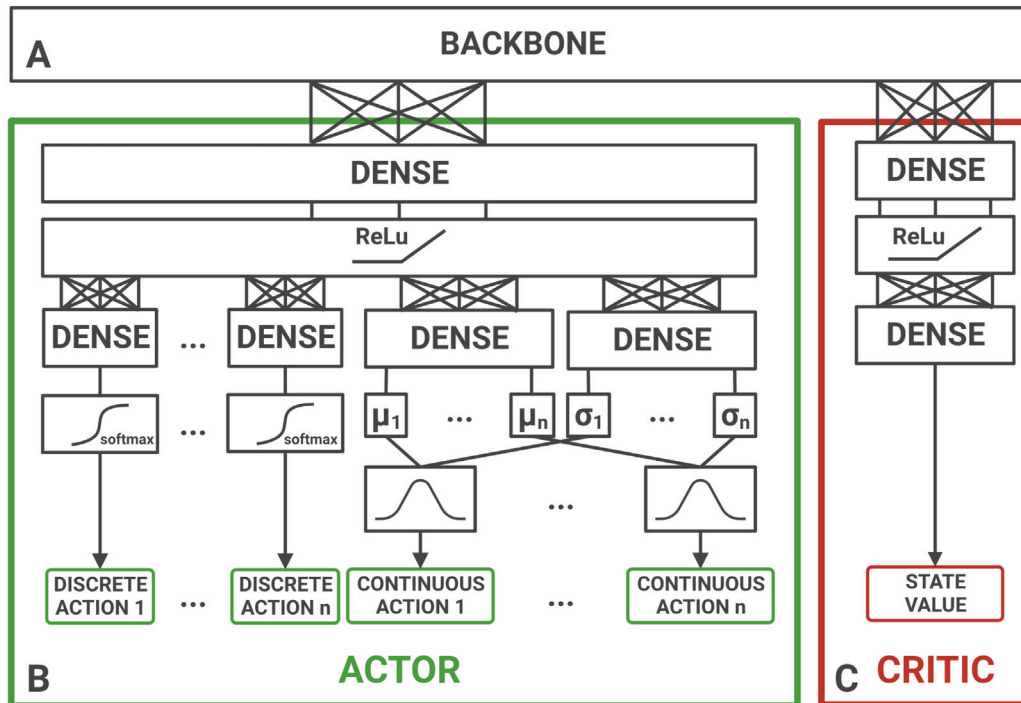 A
BACKBONE
DENSE
ReLu
DENSE
...
DENSE
DENSE
DENSE
softmax
...
softmax
μ1
...
μn
σ1
...
σn
...
DISCRETE
ACTION 1
...
DISCRETE
ACTION n
CONTINUOUS
ACTION 1
...
CONTINUOUS
ACTION n
B
ACTOR
DENSE
ReLu
DENSE
STATE
VALUE
C
CRITIC